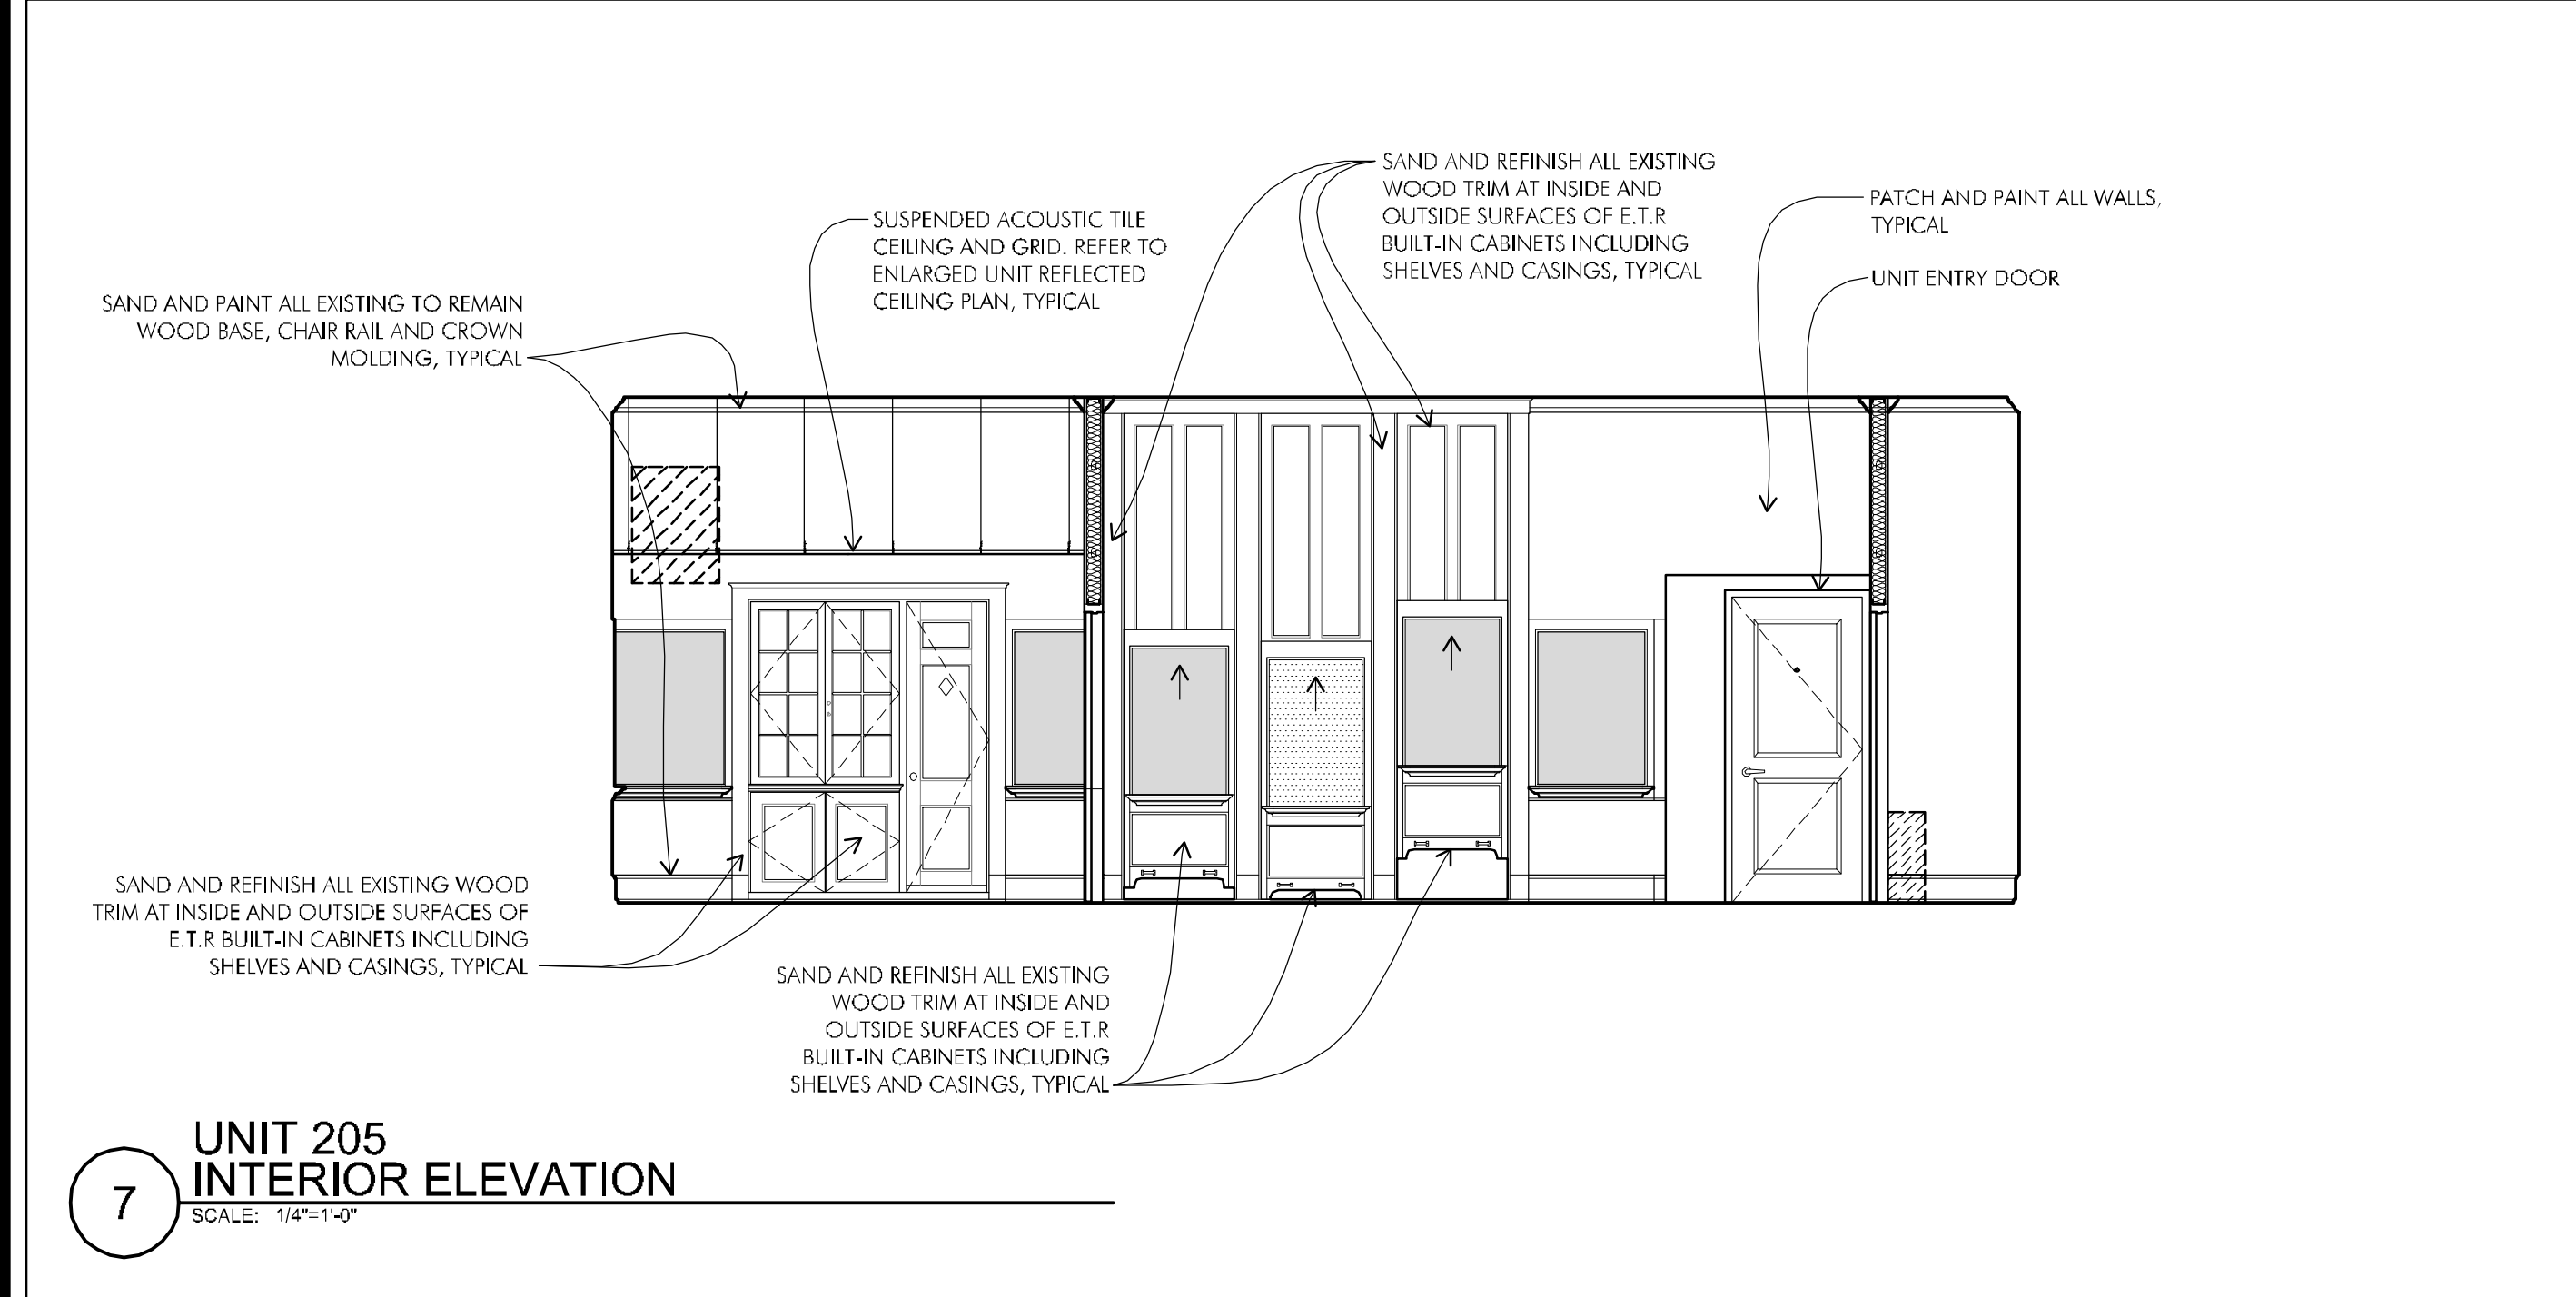 SAND AND REFINISH ALL EXISTING
WOOD TRIM AT INSIDE AND
OUTSIDE SURFACES OF E.T.R
BUILT-IN CABINETS INCLUDING
SHELVES AND CASINGS, TYPICAL
PATCH AND PAINT ALL WALLS,
TYPICAL
SUSPENDED ACOUSTIC TILE
CEILING AND GRID. REFER TO
ENLARGED UNIT REFLECTED
CEILING PLAN, TYPICAL
UNIT ENTRY DOOR
SAND AND PAINT ALL EXISTING TO REMAIN
WOOD BASE, CHAIR RAIL AND CROWN
MOLDING, TYPICAL
SAND AND REFINISH ALL EXISTING WOOD
TRIM AT INSIDE AND OUTSIDE SURFACES OF
E.T.R BUILT-IN CABINETS INCLUDING
SHELVES AND CASINGS, TYPICAL
SAND AND REFINISH ALL EXISTING
WOOD TRIM AT INSIDE AND
OUTSIDE SURFACES OF E.T.R
BUILT-IN CABINETS INCLUDING
SHELVES AND CASINGS, TYPICAL
7
UNIT 205
INTERIOR ELEVATION
SCALE: 1/4"=1'-0"